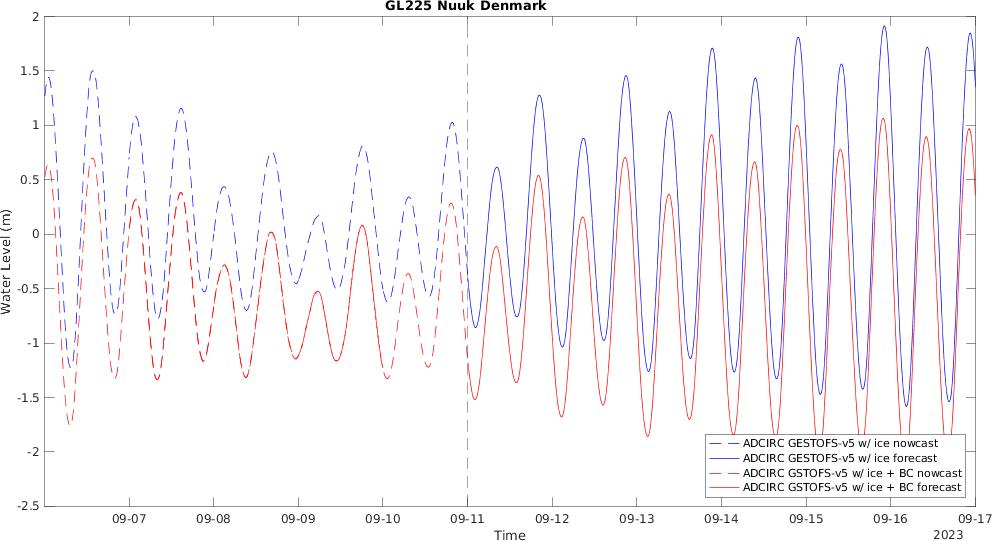 GL225 Nuuk Denmark
2
1.5
1
0.5
0
-0.5
-1
-1.5
-2
-2.5
Water Level (m)
ADCIRC GESTOFS-v5 w/ ice nowcast
ADCIRC GESTOFS-v5 w/ ice forecast
ADCIRC GSTOFS-v5 w/ ice + BC nowcast
ADCIRC GSTOFS-v5 w/ ice + BC forecast
09-07 09-08 09-09 09-10 09-11 09-12 09-13 09-14 09-15 09-16 09-17
Time
2023